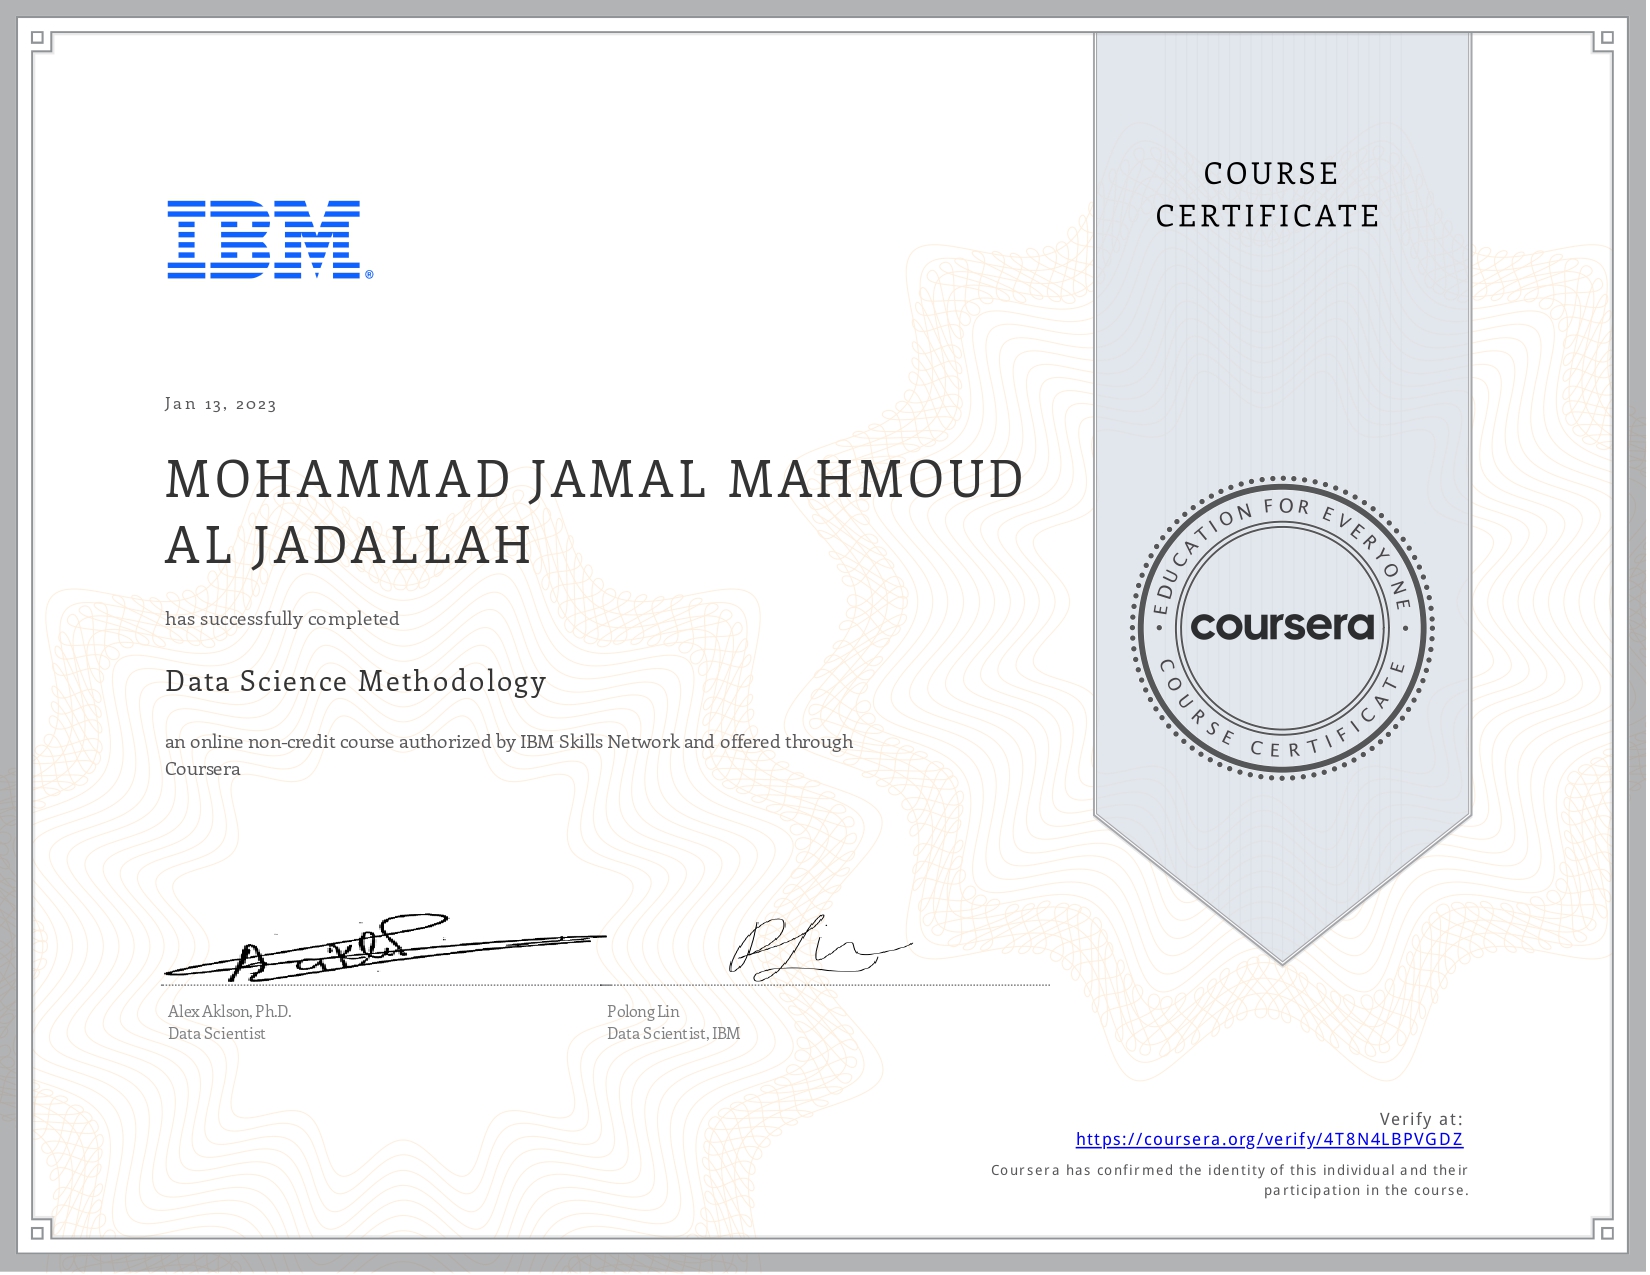 COURSE
CERTIFICATE
IBM®
Jan 13, 2023
MOHAMMAD JAMAL MAHMOUD
AL JADALLAH
has successfully completed
Data Science Methodology
an online non-credit course authorized by IBM Skills Network and offered through
Coursera
EDUCATION FOR EVERYONE
coursera
COURSE CERTIFICATE
Alex Aklson, Ph.D.
Data Scientist
Polong Lin
Data Scientist, IBM
Verify at:
https://coursera.org/verify/4T8N4LBPVGDZ
Coursera has confirmed the identity of this individual and their
participation in the course.